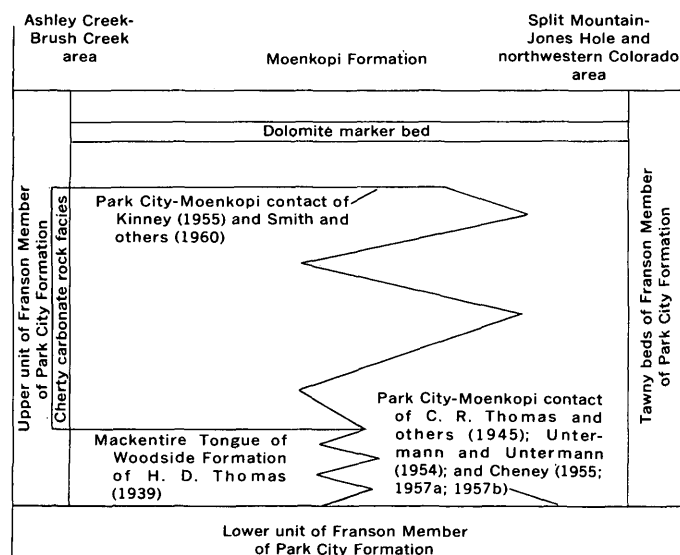 Ashley Creek-
Brush Creek
area
Moenkopi Formation
Split Mountain-
Jones Hole and
northwestern Colorado
area
Dolomite marker bed
Upper unit of Franson Member
of Park City Formation
Cherty carbonate rock facies
Park City-Moenkopi contact of
Kinney (1955) and Smith and
others (1960)
Mackentire Tongue of
Woodside Formation
of H. D. Thomas
(1939)
Park City-Moenkopi contact
of C. R. Thomas and
others (1945); Unter-
mann and Untermann
(1954); and Cheney (1955;
1957a; 1957b)
Tawny beds of Franson Member
of Park City Formation
Lower unit of Franson Member
of Park City Formation